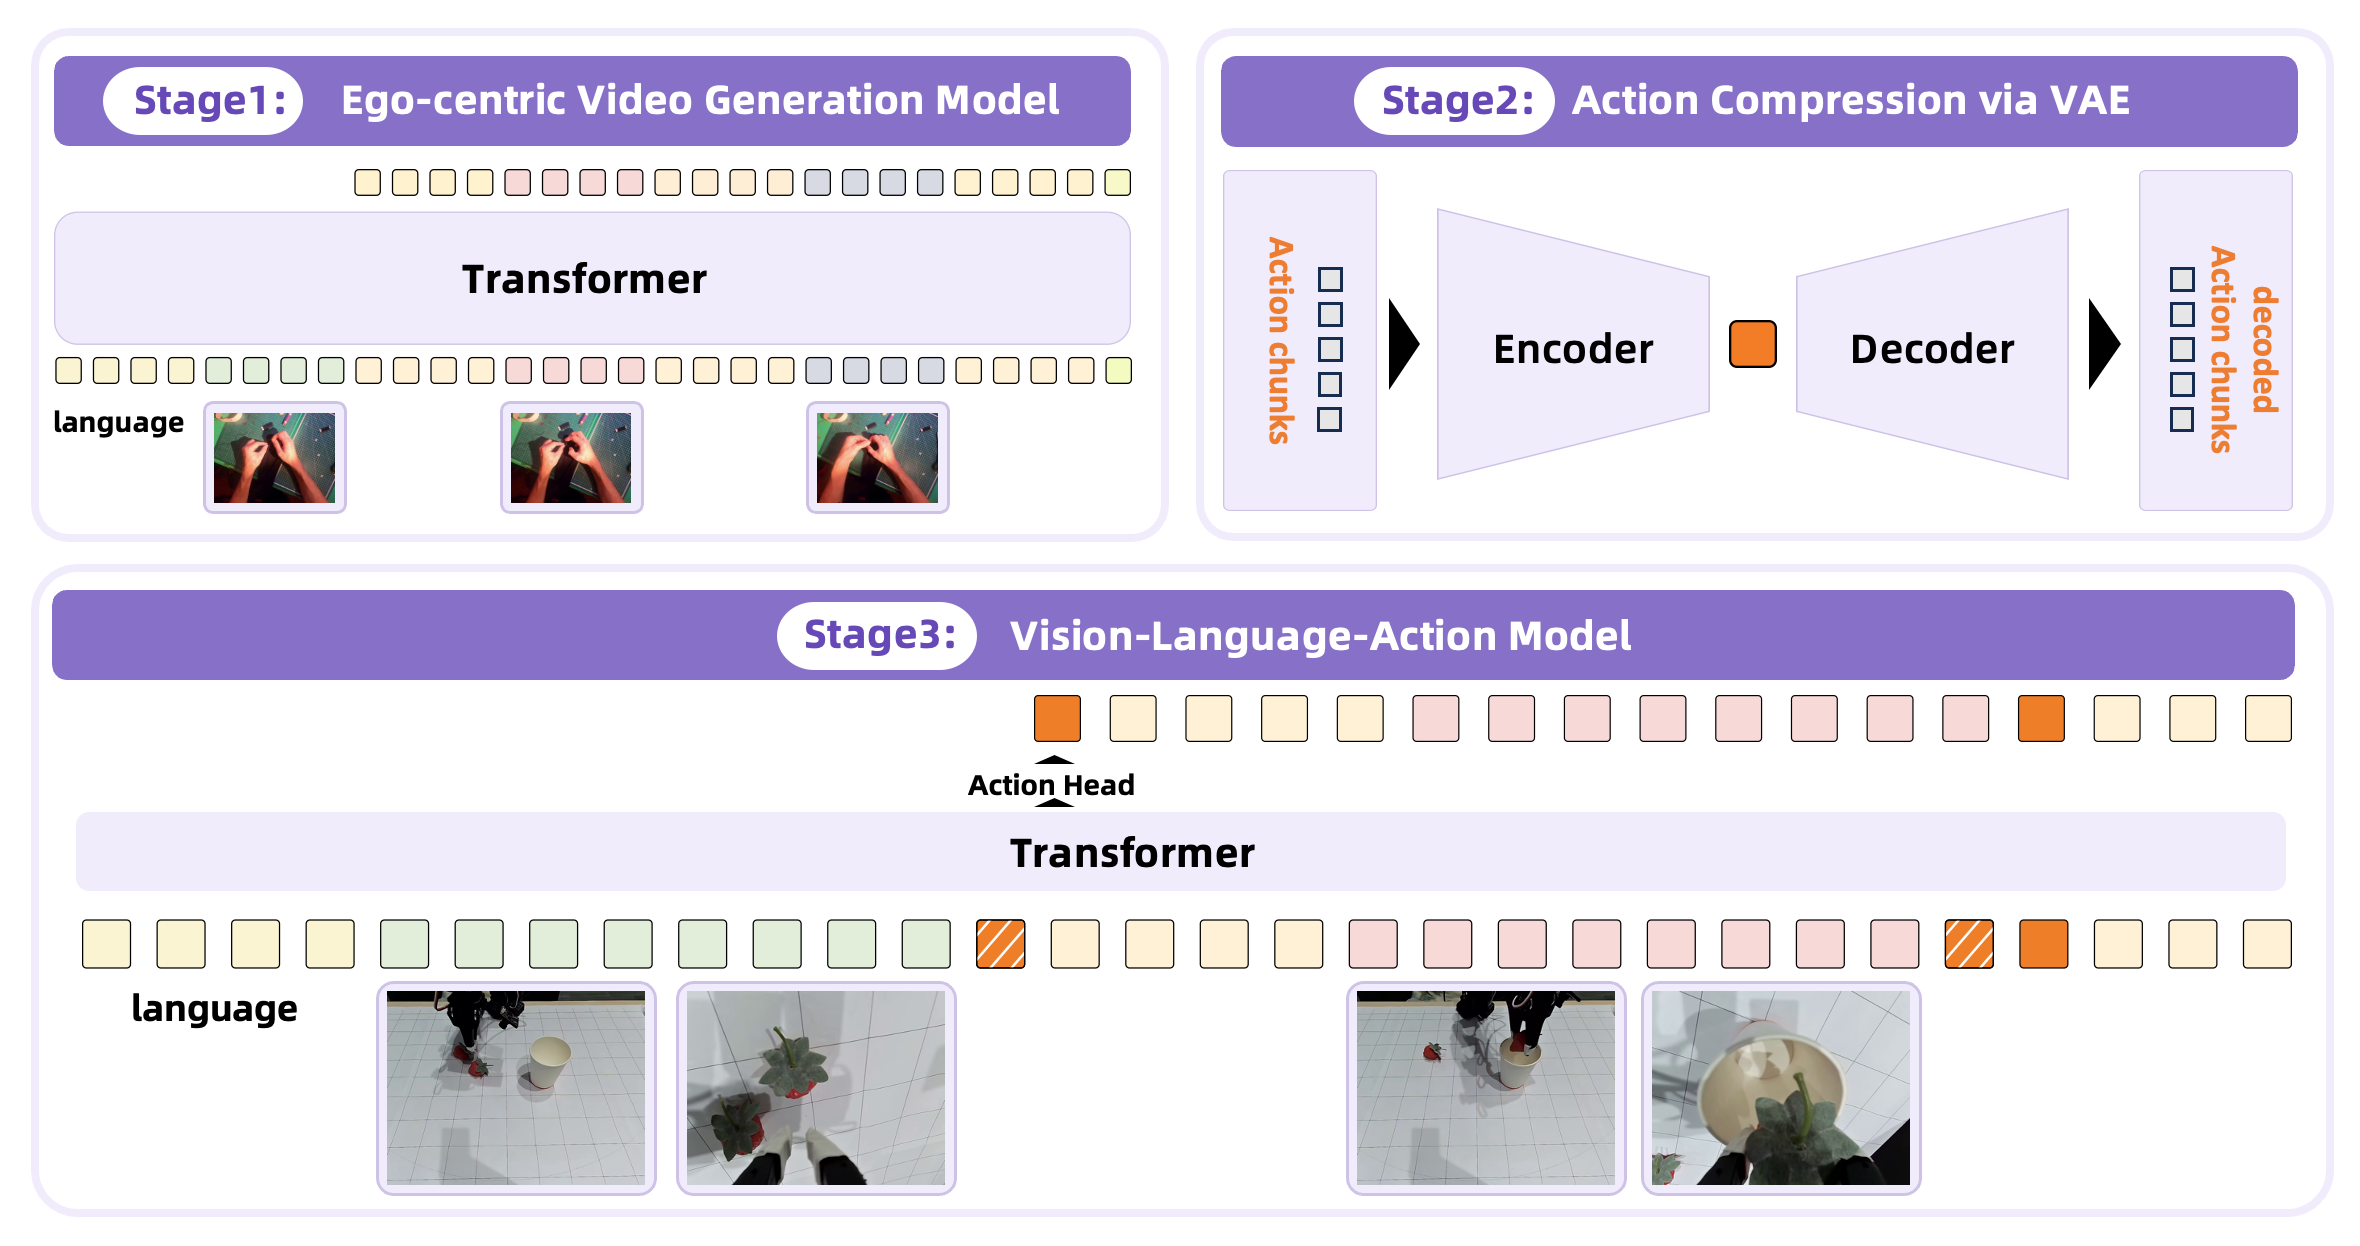 Stage1: Ego-centric Video Generation Model
Transformer
language
Stage2: Action Compression via VAE
Action chunks
Encoder
Decoder
decoded
Action chunks
Stage3: Vision-Language-Action Model
Action Head
Transformer
language